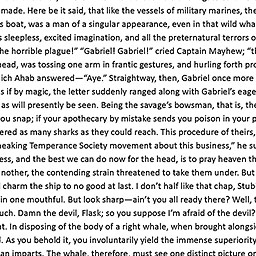 made. Here be it said, that like the vessels of military marines, the
s boat, was a man of a singular appearance, even in that wild wha
s sleepless, excited imagination, and all the preternatural terrors o
he horrible plague!” “Gabriel! Gabriel!” cried Captain Mayhew; “t
head, was tossing one arm in frantic gestures, and hurling forth pro
ich Ahab answered—“Aye.” Straightway, then, Gabriel once more
s if by magic, the letter suddenly ranged along with Gabriel’s eage
as will presently be seen. Being the savage’s bowsman, that is, the
ou snap; if your apothecary by mistake sends you poison in your p
ered as many sharks as they could reach. This procedure of theirs,
neaking Temperance Society movement about this business,” he su
ess, and the best we can do now for the head, is to pray heaven th
nother, the contending strain threatened to take them under. But
l charm the ship to no good at last. I don’t half like that chap, Stub
in one mouthful. But look sharp—ain’t you all ready there? Well, t
uch. Damn the devil, Flask; so you suppose I’m afraid of the devil?
nt. In disposing of the body of a right whale, when brought alongsi
d. As you behold it, you involuntarily yield the immense superiority
an imparts. The whale, therefore, must see one distinct picture on